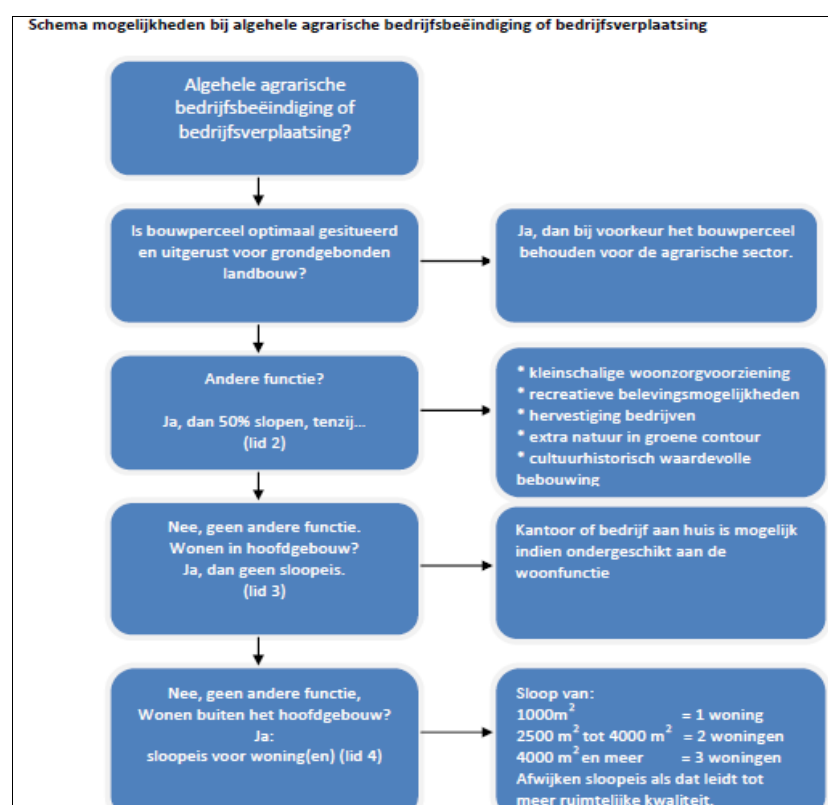 Schema mogelijkheden bij algehele agrarische bedrijfsbeëindiging of bedrijfsverplaatsing
Algehele agrarische
bedrijfsbeëindiging of
bedrijfsverplaatsing?
Is bouwperceel optimaal gesitueerd
en uitgerust voor grondgebonden
landbouw?
Ja, dan bij voorkeur het bouwperceel
behouden voor de agrarische sector.
Andere functie?
Ja, dan 50% slopen, tenzij...
(lid 2)
* kleinschalige woonzorgvoorziening
* recreatieve belevingsmogelijkheden
* hervestiging bedrijven
* extra natuur in groene contour
* cultuurhistorisch waardevolle
bebouwing
Nee, geen andere functie.
Wonen in hoofdgebouw?
Ja, dan geen sloopeis.
(lid 3)
Kantoor of bedrijf aan huis is mogelijk
indien ondergeschikt aan de
woonfunctie
Nee, geen andere functie,
Wonen buiten het hoofdgebouw?
Ja:
sloopeis voor woning(en) (lid 4)
Sloop van:
1000m² = 1 woning
2500 m² tot 4000 m² = 2 woningen
4000 m² en meer = 3 woningen
Afwijken sloopeis als dat leidt tot
meer ruimtelijke kwaliteit.